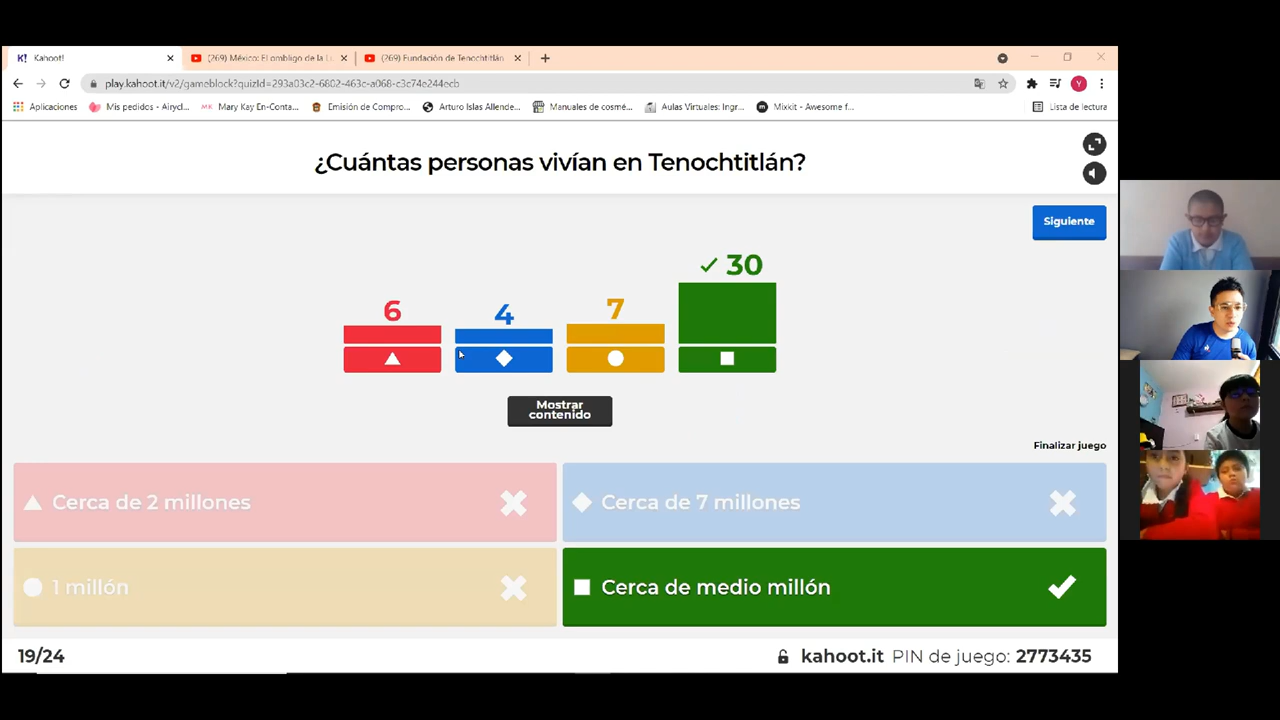 Kahoot!
(269) México: El ombligo de la Lu
(269) Fundación de Tenochtitlán
play.kahoot.it/v2/gameblock?quizId=293a03c2-6802-463c-a068-c3c74e244ecb
Y
Aplicaciones
Mis pedidos - Airycl...
MK Mary Kay En-Conta...
Emisión de Compro...
Arturo Islas Allende...
Manuales de cosmé...
Aulas Virtuales: Ingr...
Mixkit - Awesome f...
Lista de lectura
¿Cuántas personas vivían en Tenochtitlán?
Siguiente
6
4
7
30
Mostrar
contenido
Finalizar juego
Cerca de 2 millones
Cerca de 7 millones
1 millón
Cerca de medio millón
19/24
kahoot.it PIN de juego: 2773435